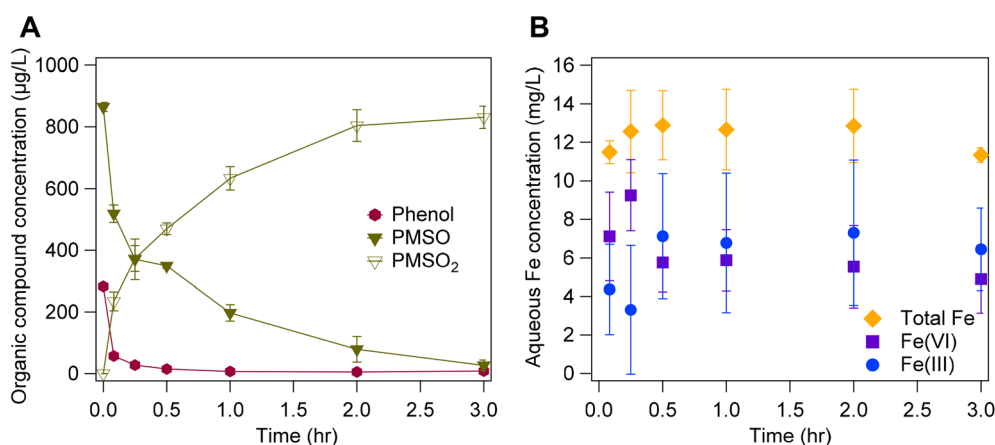 A
Organic compound concentration (µg/L)
1000
800
600
400
200
0
0.0 0.5 1.0 1.5 2.0 2.5 3.0
Time (hr)
Phenol
PMSO
PMSO₂
B
Aqueous Fe concentration (mg/L)
16
14
12
10
8
6
4
2
0
0.0 0.5 1.0 1.5 2.0 2.5 3.0
Time (hr)
Total Fe
Fe(VI)
Fe(III)